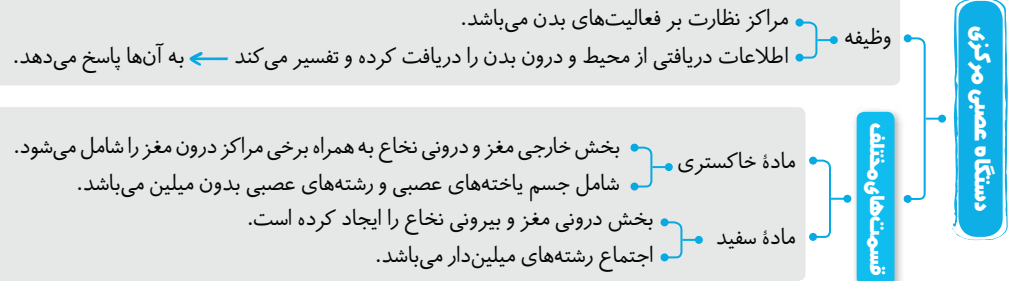 دستگاه عصبی مرکزی
وظیفه
مراکز نظارت بر فعالیت‌های بدن می‌باشد.
اطلاعات دریافتی از محیط و درون بدن را دریافت کرده و تفسیر می‌کند ← به آن‌ها پاسخ می‌دهد.
قسمت‌های مختلف
مادهٔ خاکستری
بخش خارجی مغز و درونی نخاع به همراه برخی مراکز درون مغز را شامل می‌شود.
شامل جسم یاخته‌های عصبی و رشته‌های عصبی بدون میلین می‌باشد.
مادهٔ سفید
بخش درونی مغز و بیرونی نخاع را ایجاد کرده است.
اجتماع رشته‌های میلین‌دار می‌باشد.